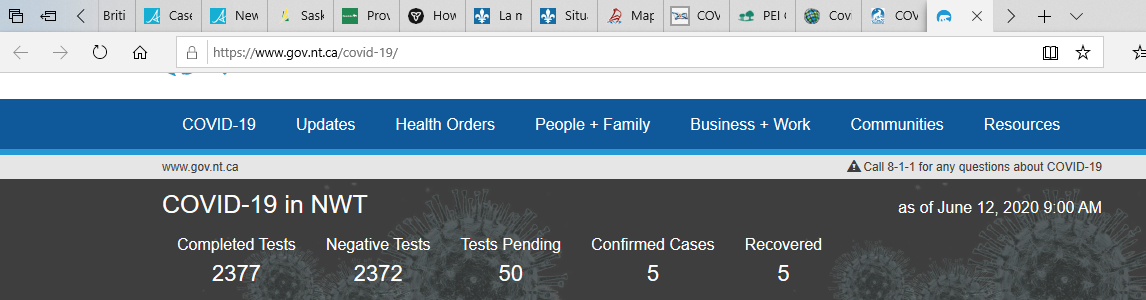 Briti Case New Sask Prov How La m Situ Map COV PEI Cov COV
https://www.gov.nt.ca/covid-19/
COVID-19 Updates Health Orders People + Family Business + Work Communities Resources
www.gov.nt.ca Call 8-1-1 for any questions about COVID-19
COVID-19 in NWT as of June 12, 2020 9:00 AM
Completed Tests Negative Tests Tests Pending Confirmed Cases Recovered
2377 2372 50 5 5